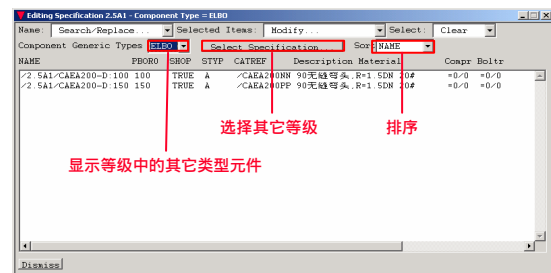 Editing Specification 2.5A1 - Component Type = ELBO
Name: Search/Replace... Selected Items: Modify... Select: Clear
Component Generic Types ELBO Select Specification... Sort NAME
NAME PBOR0 SHOP STYP CATREF Description Material Compr Boltr
/2.5A1/CAEA200-D:100 100 TRUE A /CAEA200NN 90无缝弯头,R=1.5DN 20# =0/0 =0/0
/2.5A1/CAEA200-D:150 150 TRUE A /CAEA200PP 90无缝弯头,R=1.5DN 20# =0/0 =0/0
选择其它等级
排序
显示等级中的其它类型元件
Dismiss